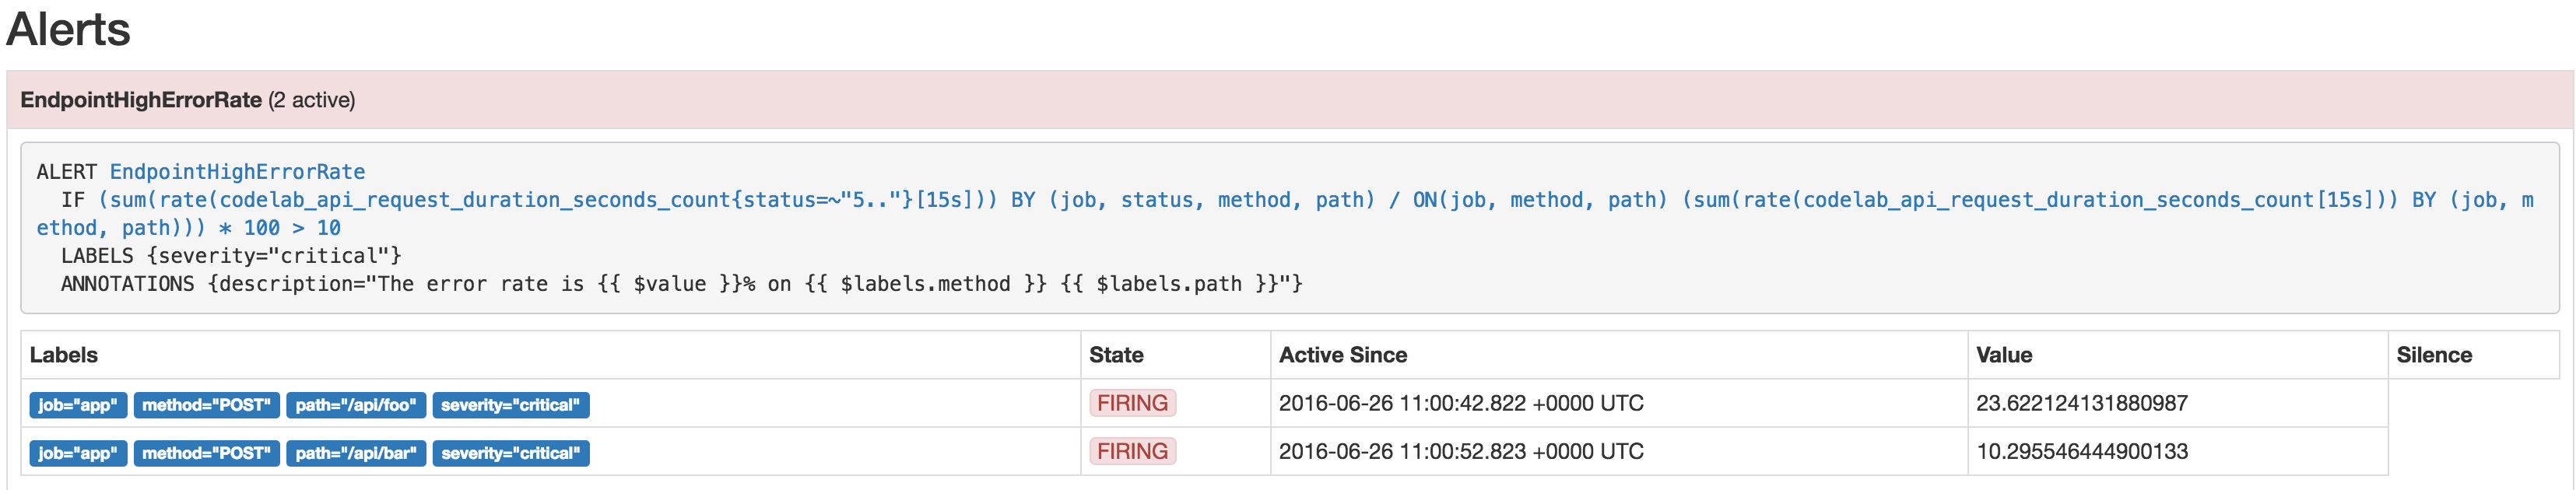 Alerts
EndpointHighErrorRate (2 active)
ALERT EndpointHighErrorRate
  IF (sum(rate(codelab_api_request_duration_seconds_count{status=~"5.."}[15s])) BY (job, status, method, path) / ON(job, method, path) (sum(rate(codelab_api_request_duration_seconds_count[15s])) BY (job, m
ethod, path))) * 100 > 10
  LABELS {severity="critical"}
  ANNOTATIONS {description="The error rate is {{ $value }}% on {{ $labels.method }} {{ $labels.path }}"}
Labels State Active Since Value Silence
job="app" method="POST" path="/api/foo" severity="critical" FIRING 2016-06-26 11:00:42.822 +0000 UTC 23.622124131880987
job="app" method="POST" path="/api/bar" severity="critical" FIRING 2016-06-26 11:00:52.823 +0000 UTC 10.295546444900133